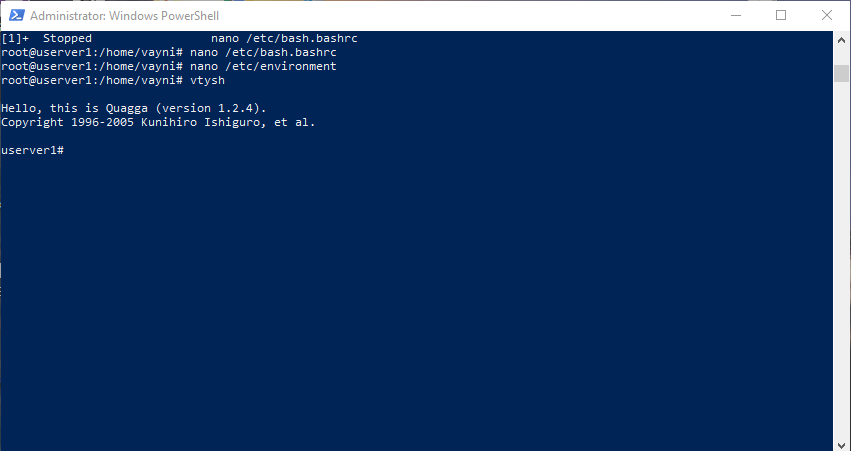 Administrator: Windows PowerShell
[1]+  Stopped                 nano /etc/bash.bashrc
root@userver1:/home/vayni# nano /etc/bash.bashrc
root@userver1:/home/vayni# nano /etc/environment
root@userver1:/home/vayni# vtysh
Hello, this is Quagga (version 1.2.4).
Copyright 1996-2005 Kunihiro Ishiguro, et al.
userver1#